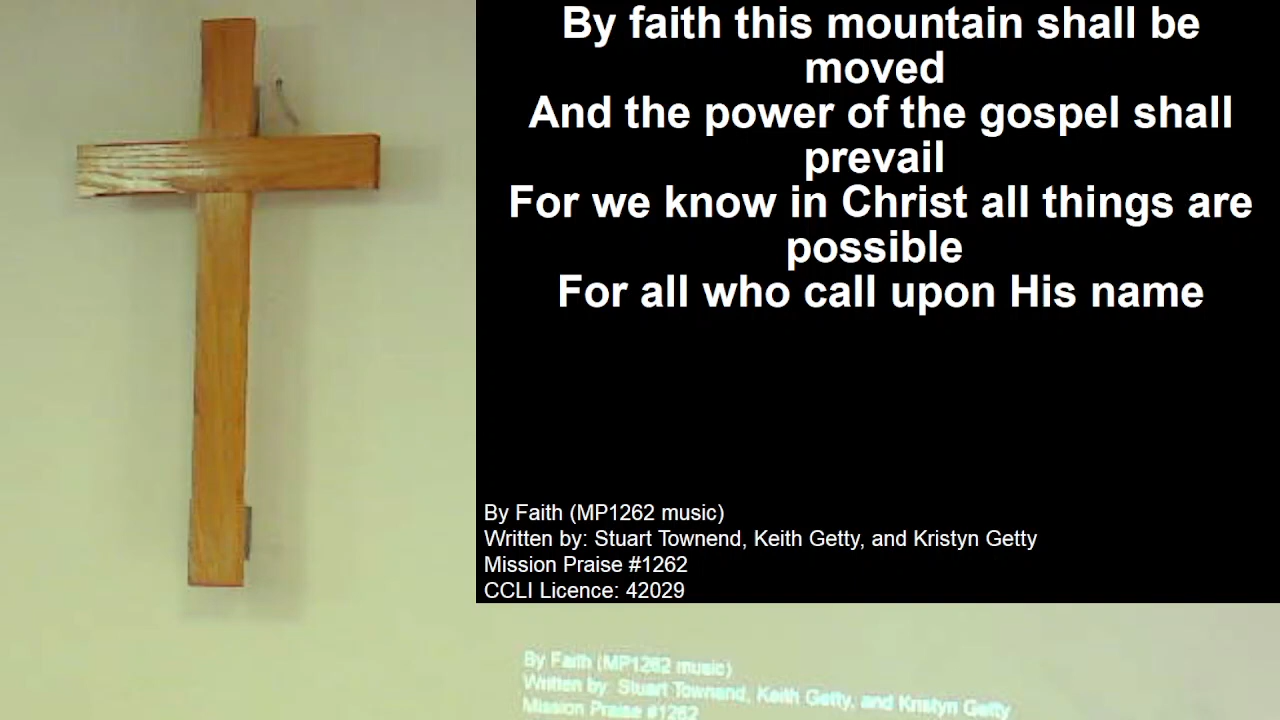 By faith this mountain shall be
moved
And the power of the gospel shall
prevail
For we know in Christ all things are
possible
For all who call upon His name
By Faith (MP1262 music)
Written by: Stuart Townend, Keith Getty, and Kristyn Getty
Mission Praise #1262
CCLI Licence: 42029
By Faith (MP1262 music)
Written by: Stuart Townend, Keith Getty, and Kristyn Getty
Mission Praise #1262